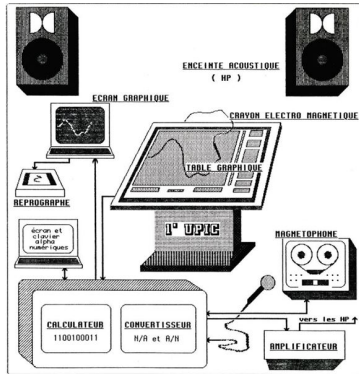 ENCEINTE ACOUSTIQUE
( HP )
ECRAN GRAPHIQUE
CRAYON ELECTRO MAGNETIQUE
TABLE GRAPHIQUE
REPROGRAPHE
écran et
clavier
alpha
numériques
l' UPIC
MAGNETOPHONE
CALCULATEUR
1100100011
CONVERTISSEUR
N/A et A/N
vers les HP
AMPLIFICATEUR